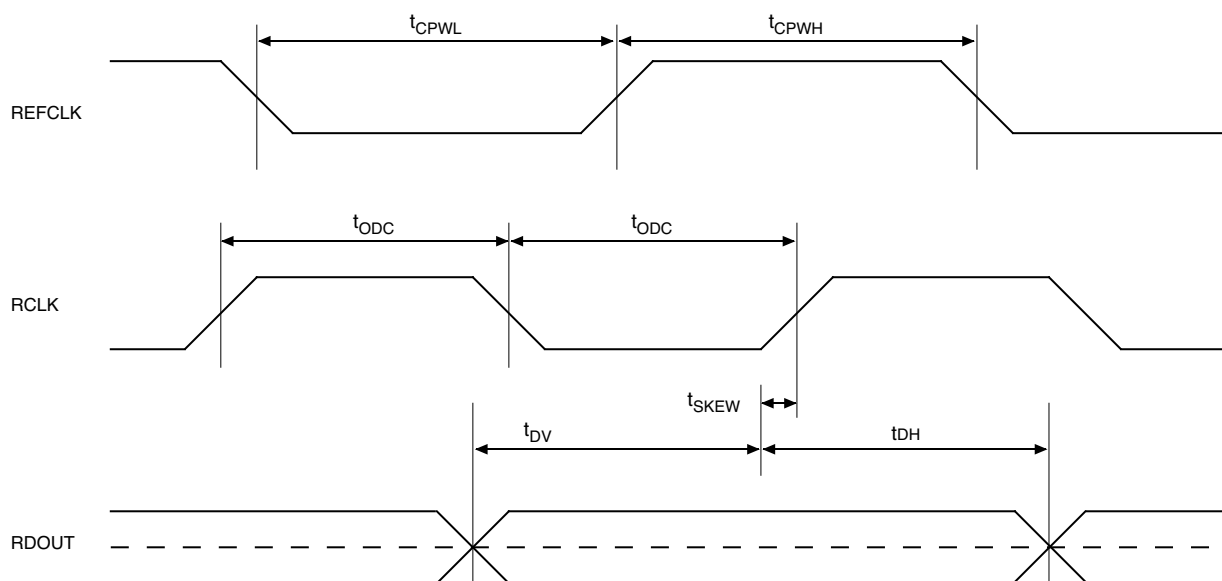 tCPWL tCPWH
REFCLK
tODC tODC
RCLK
tSKEW
tDV tDH
RDOUT